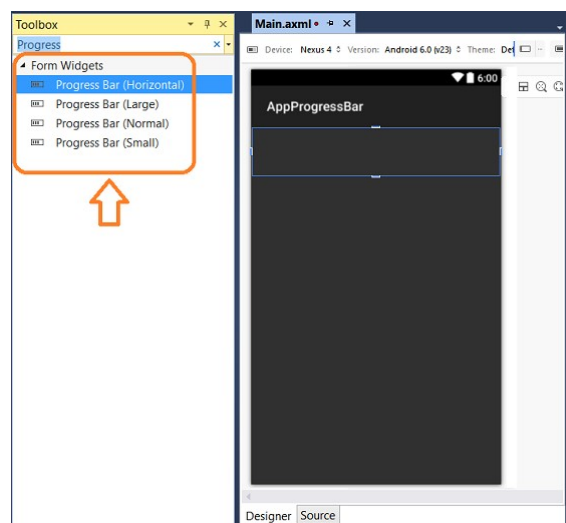 Toolbox
Progress
Form Widgets
Progress Bar (Horizontal)
Progress Bar (Large)
Progress Bar (Normal)
Progress Bar (Small)
Main.axml
Device: Nexus 4 Version: Android 6.0 (v23) Theme: Def
6:00
AppProgressBar
Designer Source